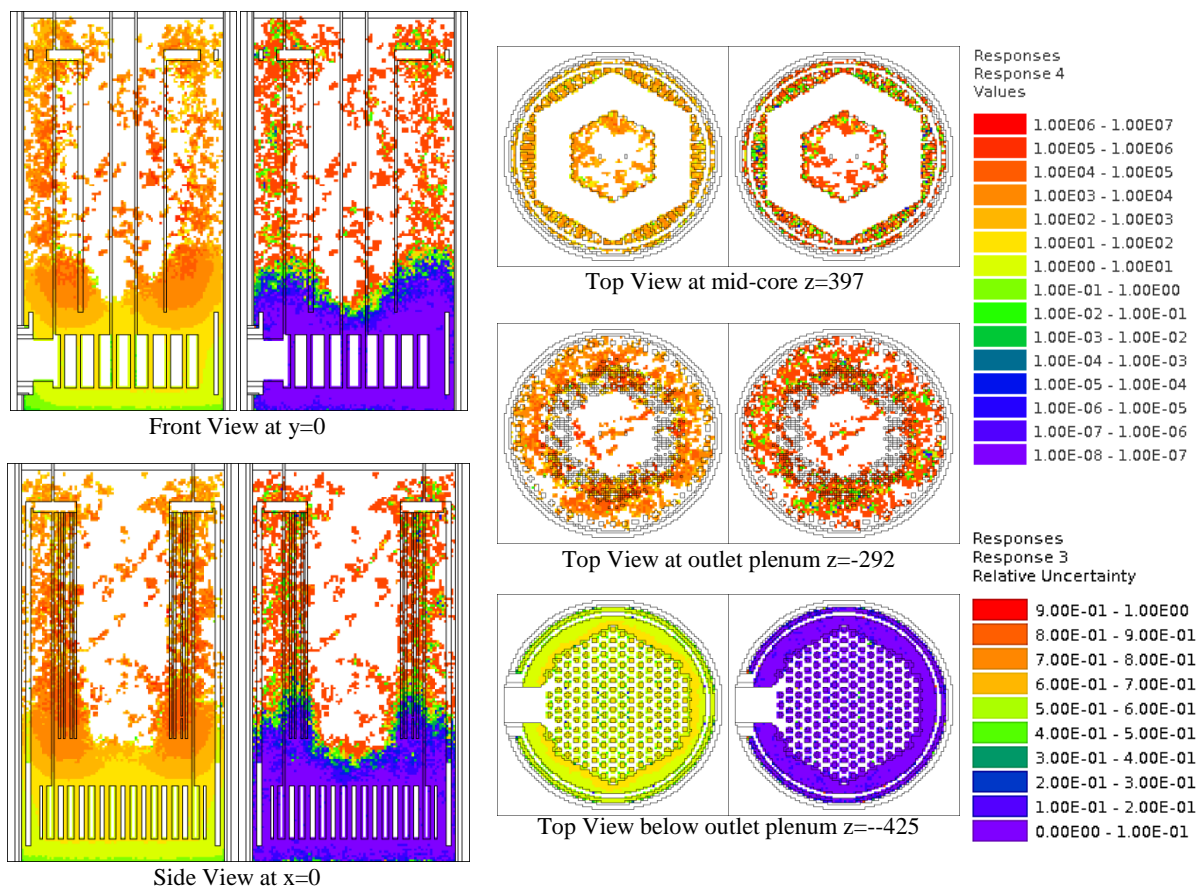 Front View at y=0
Side View at x=0
Top View at mid-core z=397
Top View at outlet plenum z=-292
Top View below outlet plenum z=--425
Responses
Response 4
Values
1.00E06 - 1.00E07
1.00E05 - 1.00E06
1.00E04 - 1.00E05
1.00E03 - 1.00E04
1.00E02 - 1.00E03
1.00E01 - 1.00E02
1.00E00 - 1.00E01
1.00E-01 - 1.00E00
1.00E-02 - 1.00E-01
1.00E-03 - 1.00E-02
1.00E-04 - 1.00E-03
1.00E-05 - 1.00E-04
1.00E-06 - 1.00E-05
1.00E-07 - 1.00E-06
1.00E-08 - 1.00E-07
Responses
Response 3
Relative Uncertainty
9.00E-01 - 1.00E00
8.00E-01 - 9.00E-01
7.00E-01 - 8.00E-01
6.00E-01 - 7.00E-01
5.00E-01 - 6.00E-01
4.00E-01 - 5.00E-01
3.00E-01 - 4.00E-01
2.00E-01 - 3.00E-01
1.00E-01 - 2.00E-01
0.00E00 - 1.00E-01